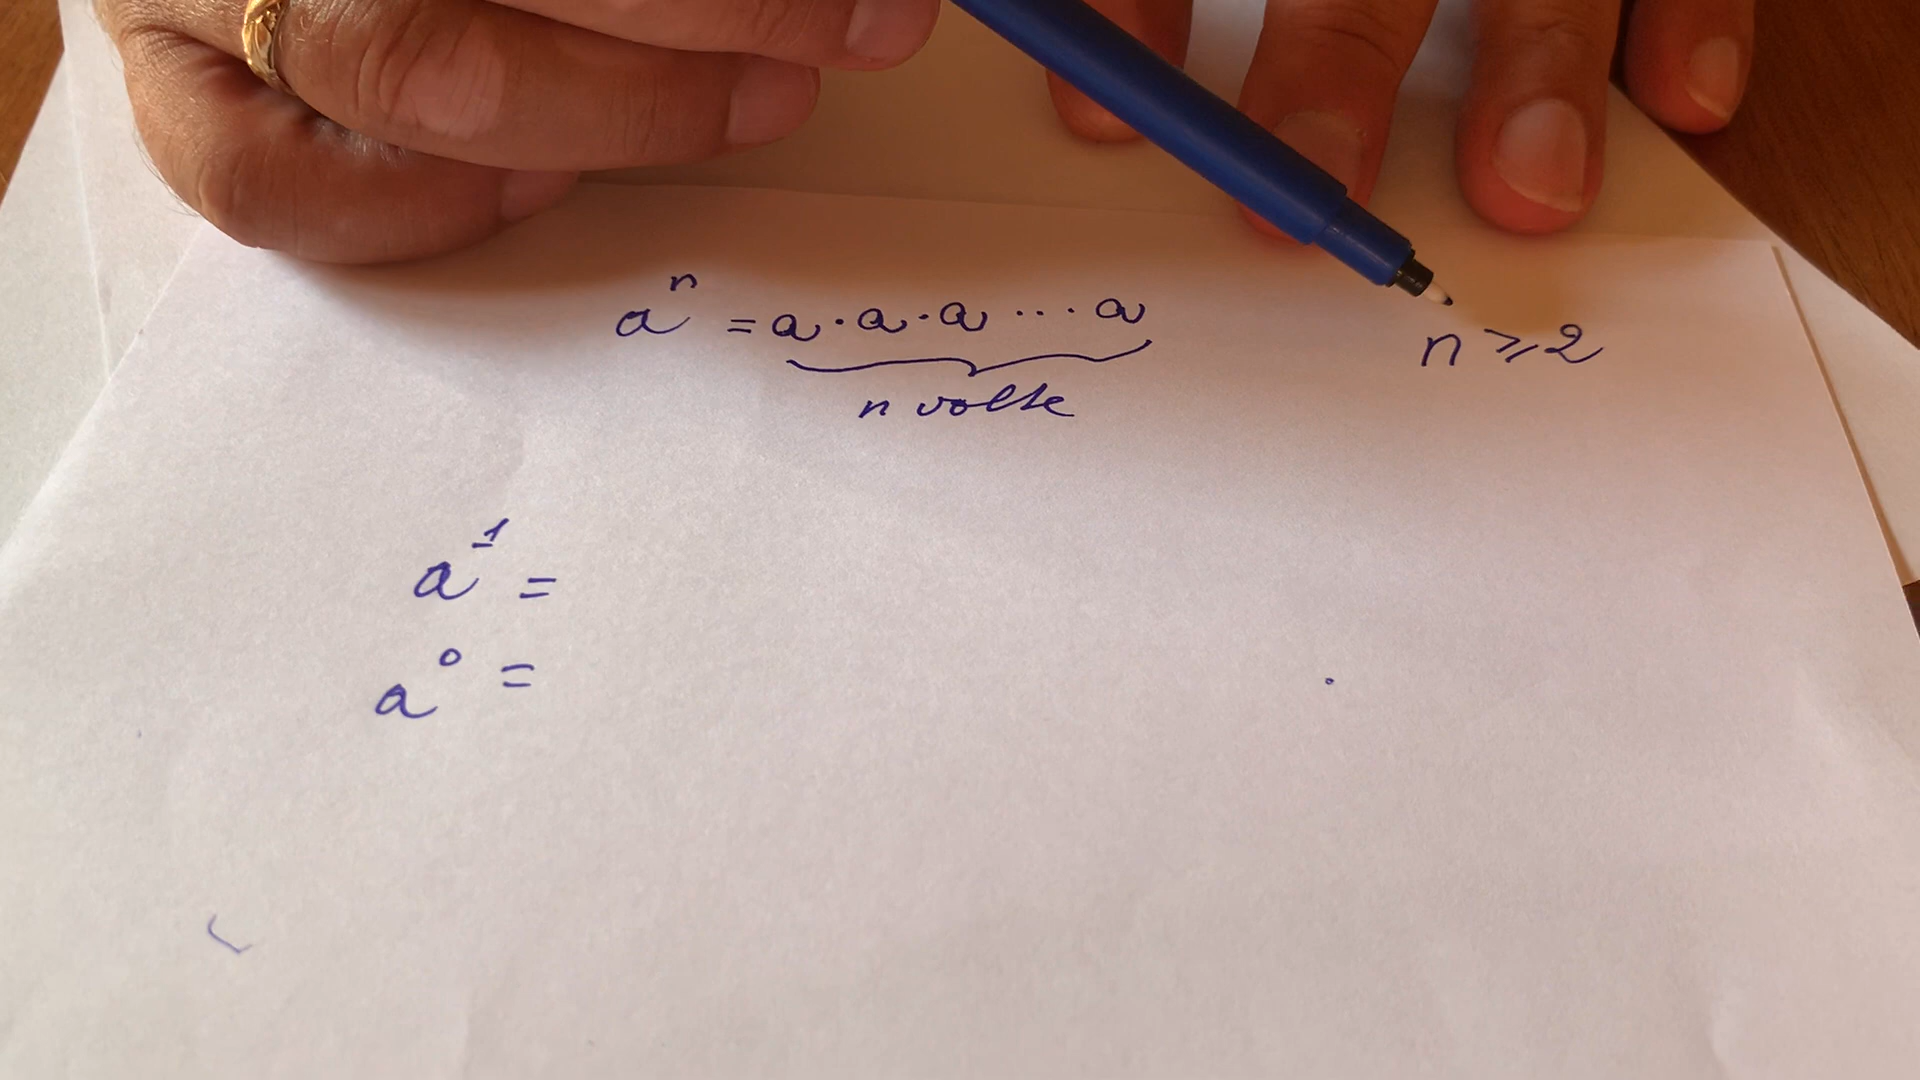 aⁿ = a · a · a ··· a
n ≥ 2
n volte
a¹ =
a⁰ =